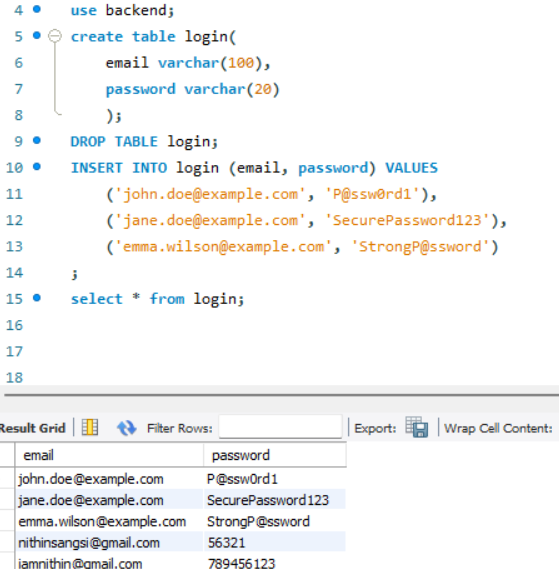 4 use backend;
5 create table login(
6 email varchar(100),
7 password varchar(20)
8 );
9 DROP TABLE login;
10 INSERT INTO login (email, password) VALUES
11 ('john.doe@example.com', 'P@ssw0rd1'),
12 ('jane.doe@example.com', 'SecurePassword123'),
13 ('emma.wilson@example.com', 'StrongP@ssword')
14 ;
15 select * from login;
16
17
18
Result Grid Filter Rows: Export: Wrap Cell Content:
email password
john.doe@example.com P@ssw0rd1
jane.doe@example.com SecurePassword123
emma.wilson@example.com StrongP@ssword
nithinsangsi@gmail.com 56321
iamnithin@gmail.com 789456123